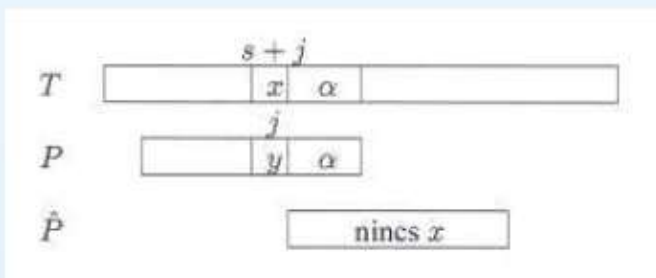 s + j
T x α
j
P y α
P̂ nincs x